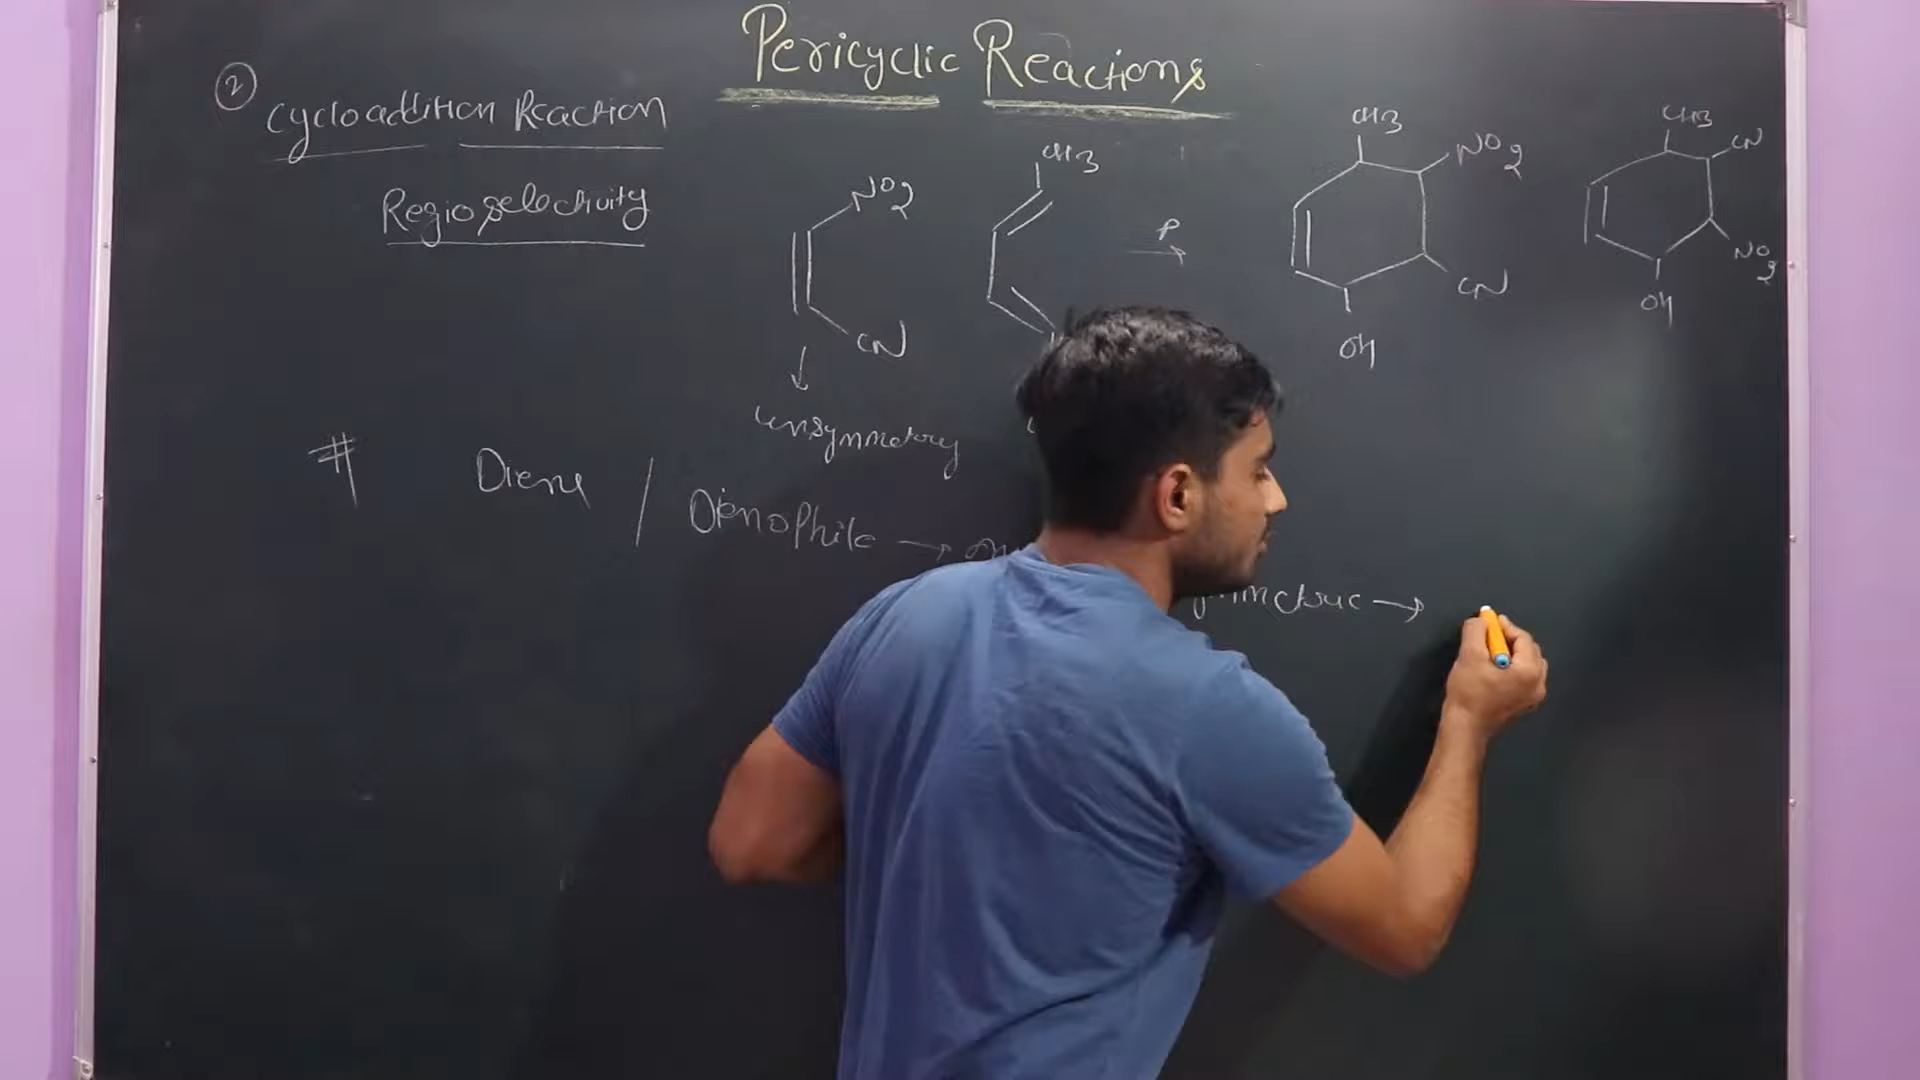 Pericyclic Reactions
② Cycloaddition Reaction
Regioselectivity
NO2
CN
CH3
P
CH3
NO2
CN
OH
CH3
CN
NO2
OH
unsymmetry
# Diene / Dienophile →
→